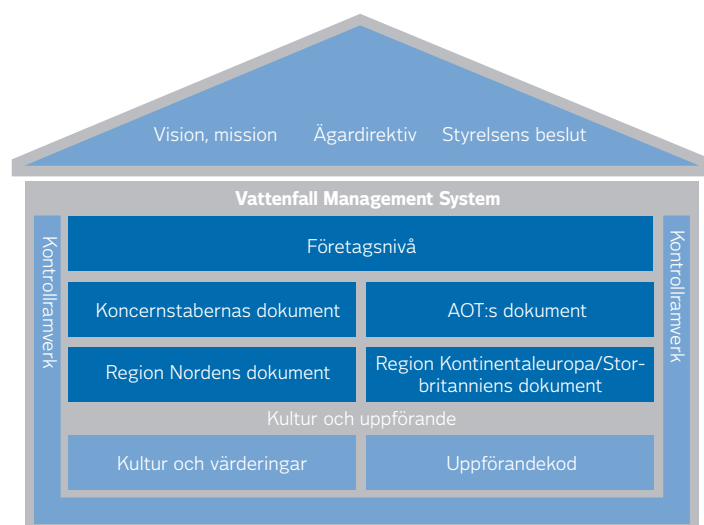 Vision, mission Ägardirektiv Styrelsens beslut
Vattenfall Management System
Kontrollramverk
Företagsnivå
Kontrollramverk
Koncernstabernas dokument
AOT:s dokument
Region Nordens dokument
Region Kontinentaleuropa/Stor-
britanniens dokument
Kultur och uppförande
Kultur och värderingar
Uppförandekod